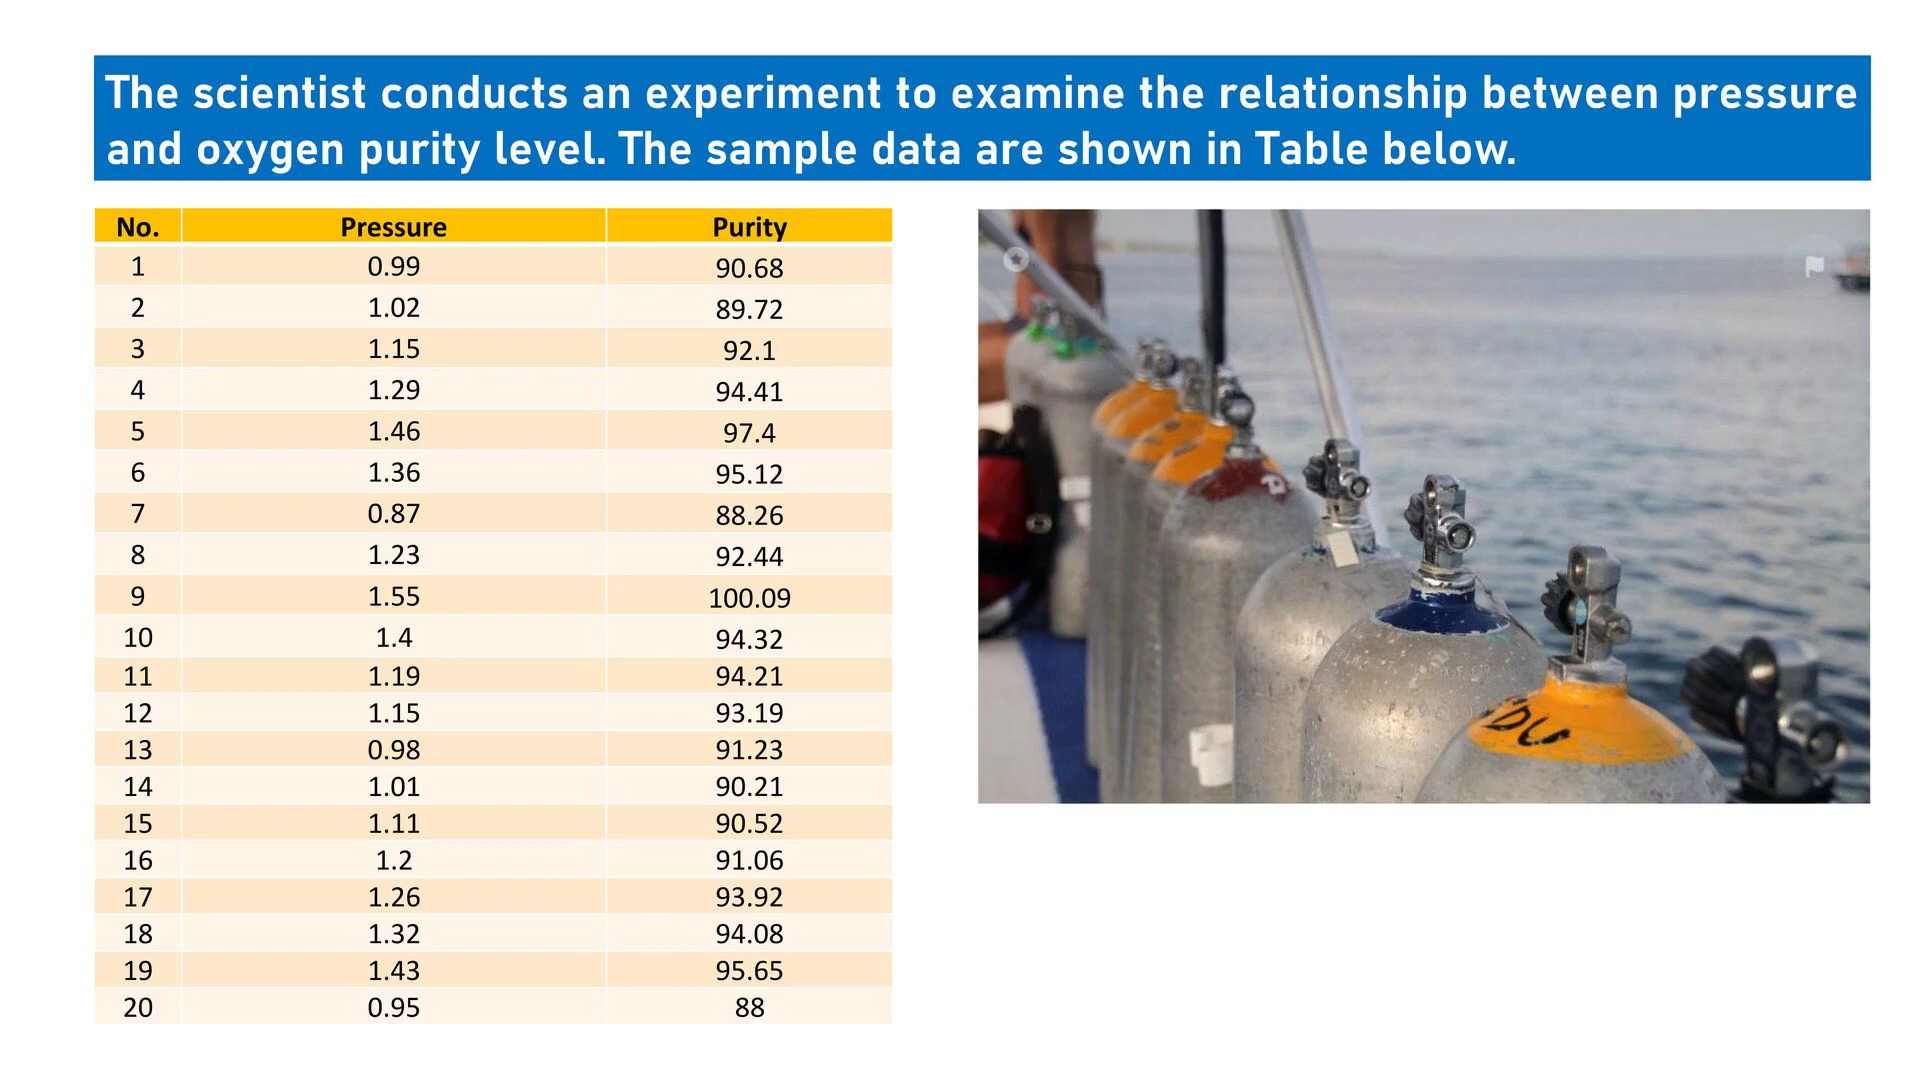 The scientist conducts an experiment to examine the relationship between pressure
and oxygen purity level. The sample data are shown in Table below.
No. Pressure Purity
1 0.99 90.68
2 1.02 89.72
3 1.15 92.1
4 1.29 94.41
5 1.46 97.4
6 1.36 95.12
7 0.87 88.26
8 1.23 92.44
9 1.55 100.09
10 1.4 94.32
11 1.19 94.21
12 1.15 93.19
13 0.98 91.23
14 1.01 90.21
15 1.11 90.52
16 1.2 91.06
17 1.26 93.92
18 1.32 94.08
19 1.43 95.65
20 0.95 88